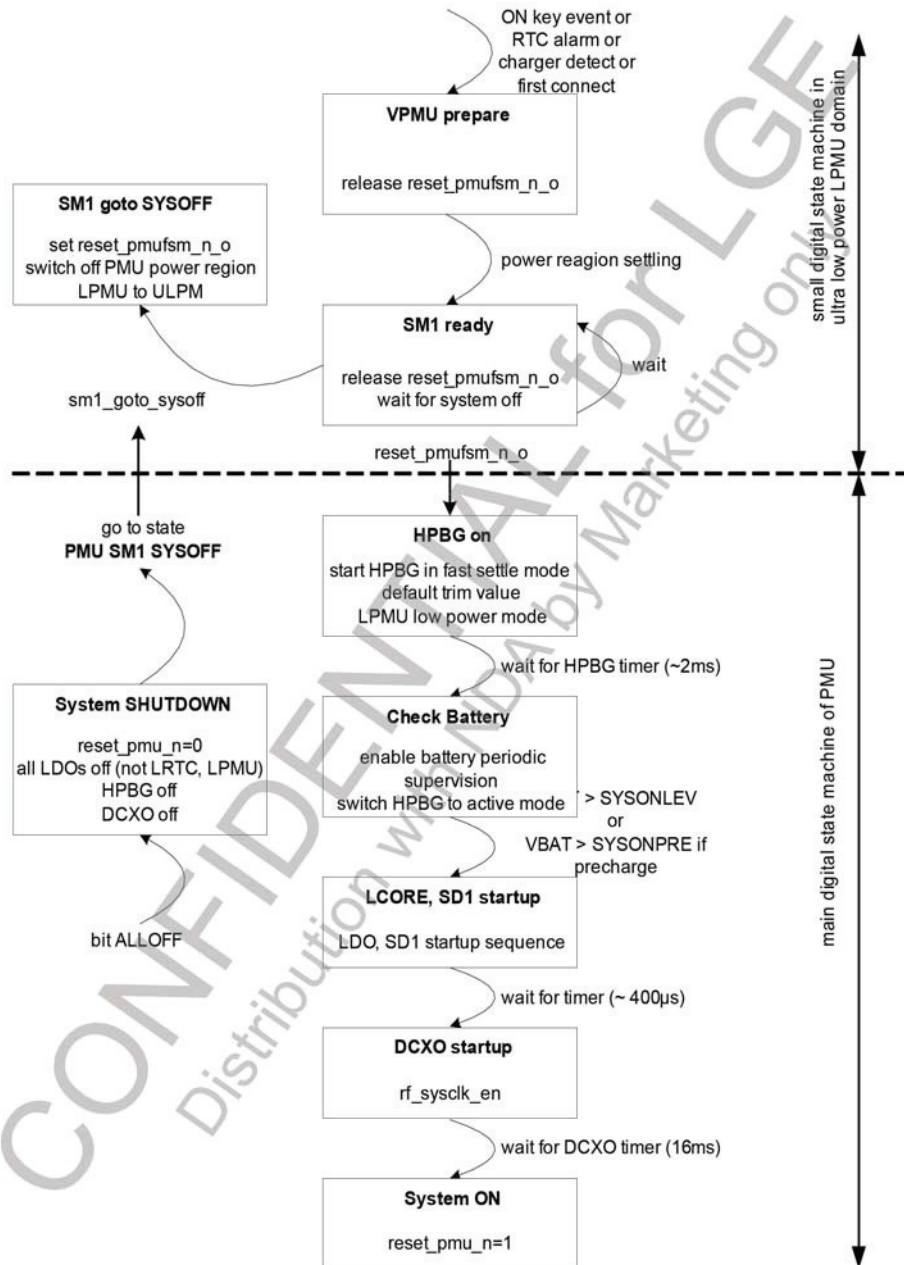 ON key event or
RTC alarm or
charger detect or
first connect
VPMU prepare
release reset_pmufsm_n_o
SM1 goto SYSOFF
set reset_pmufsm_n_o
switch off PMU power region
LPMU to ULPM
power reagion settling
SM1 ready
release reset_pmufsm_n_o
wait for system off
wait
sm1_goto_sysoff
reset_pmufsm_n_o
small digital state machine in
ultra low power LPMU domain
go to state
PMU SM1 SYSOFF
HPBG on
start HPBG in fast settle mode
default trim value
LPMU low power mode
wait for HPBG timer (~2ms)
System SHUTDOWN
reset_pmu_n=0
all LDOs off (not LRTC, LPMU)
HPBG off
DCXO off
Check Battery
enable battery periodic
supervision
switch HPBG to active mode
> SYSONLEV
or
VBAT > SYSONPRE if
precharge
bit ALLOFF
LCORE, SD1 startup
LDO, SD1 startup sequence
wait for timer (~ 400µs)
DCXO startup
rf_sysclk_en
wait for DCXO timer (16ms)
System ON
reset_pmu_n=1
main digital state machine of PMU
CONFIDENTIAL for LGE
Distribution with NDA by Marketing only